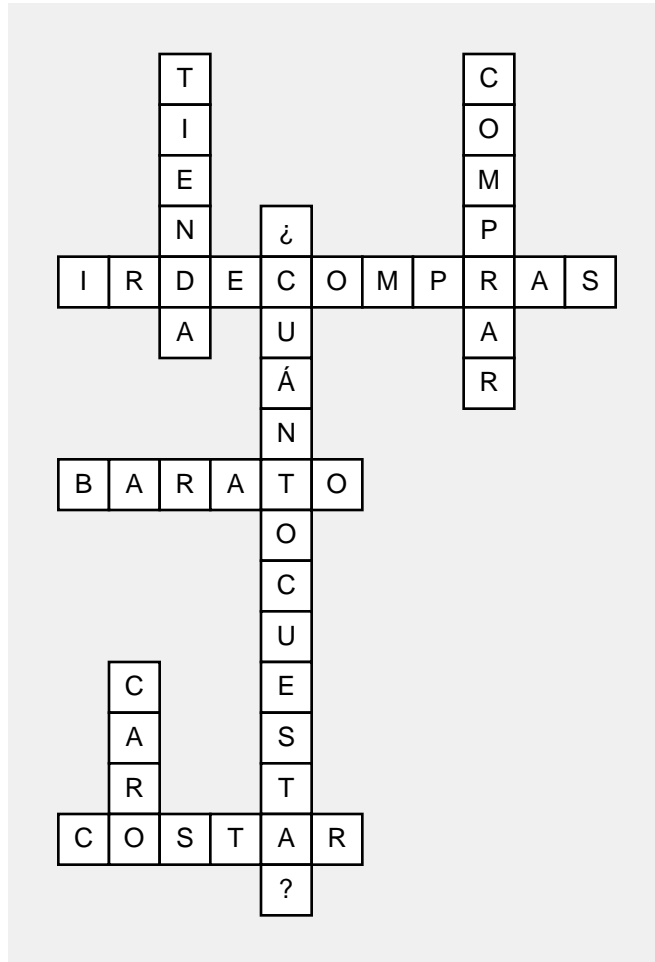 TIENDA
COMPRAR
¿CUÁNTOCUESTA?
IRDECOMPRAS
BARATO
CARO
COSTAR